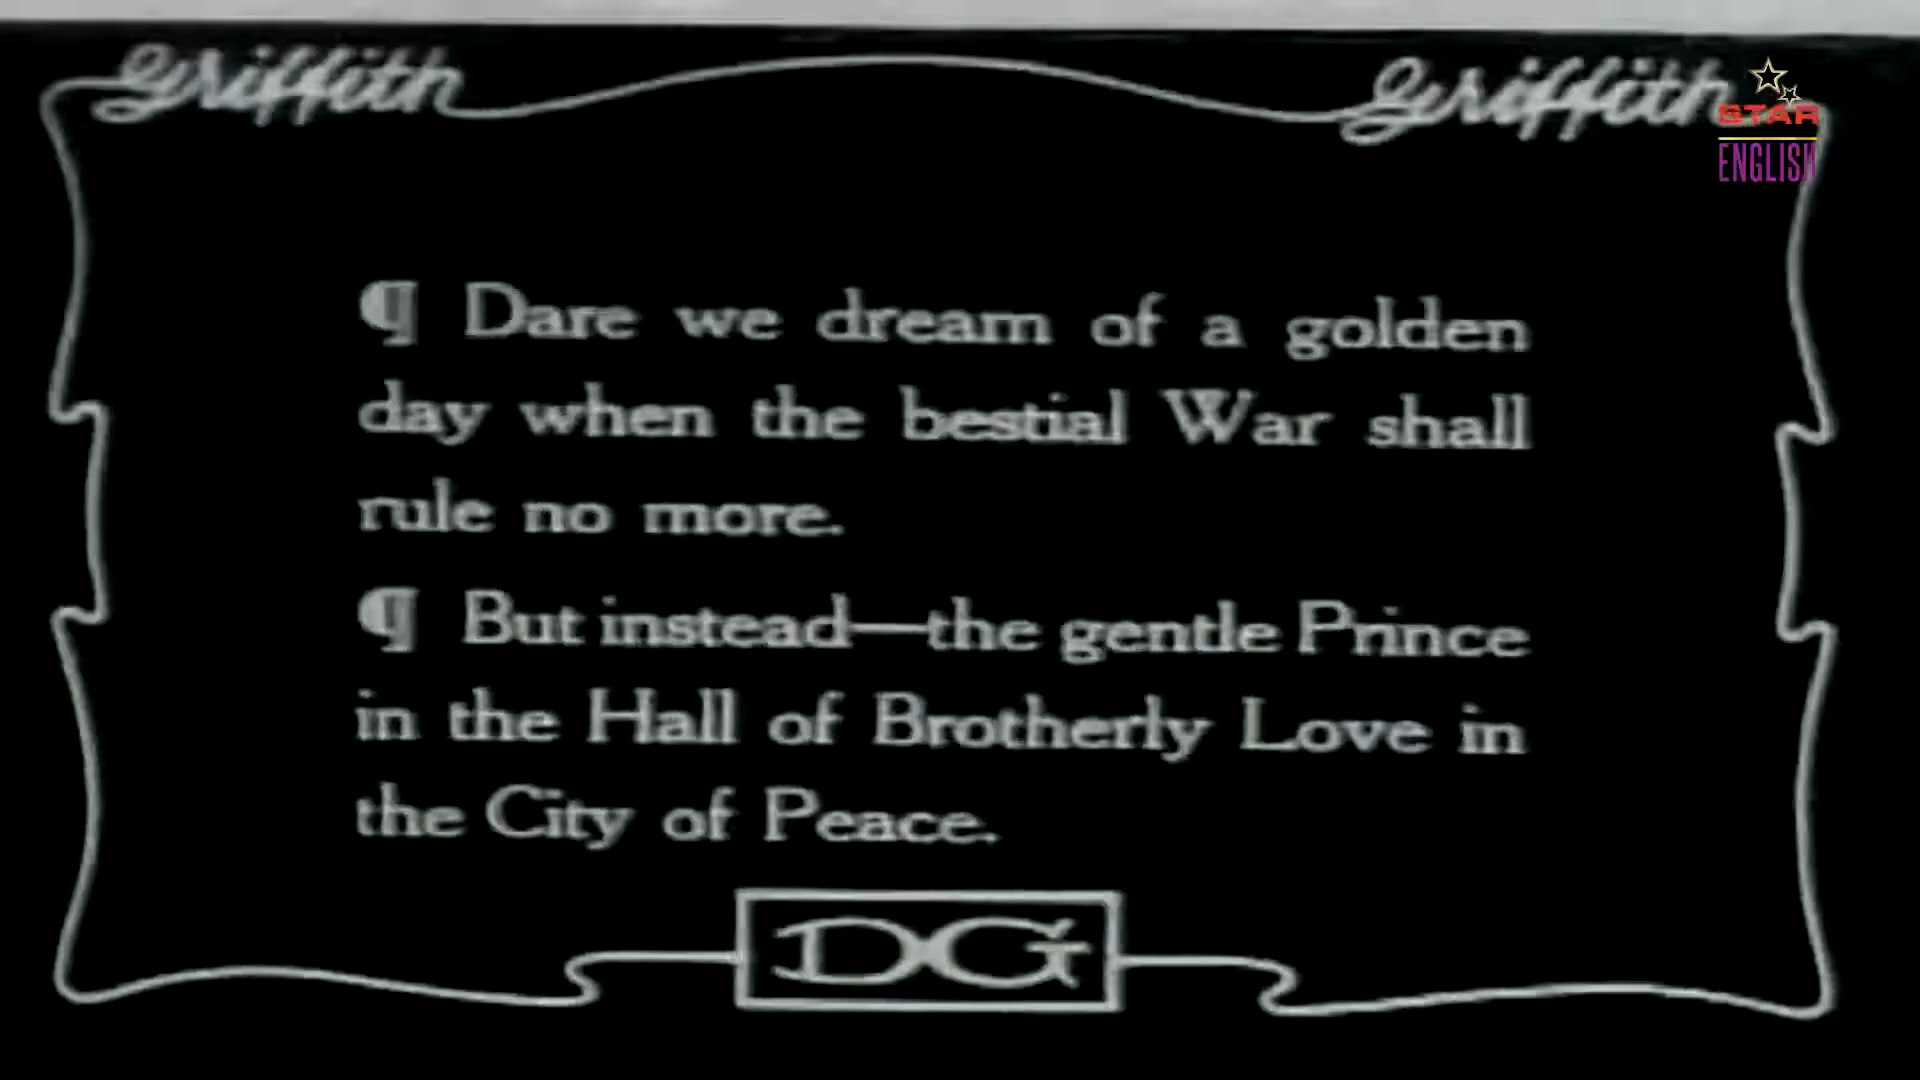 Griffith Griffith
STAR
ENGLISH
¶ Dare we dream of a golden
day when the bestial War shall
rule no more.
¶ But instead—the gentle Prince
in the Hall of Brotherly Love in
the City of Peace.
DG